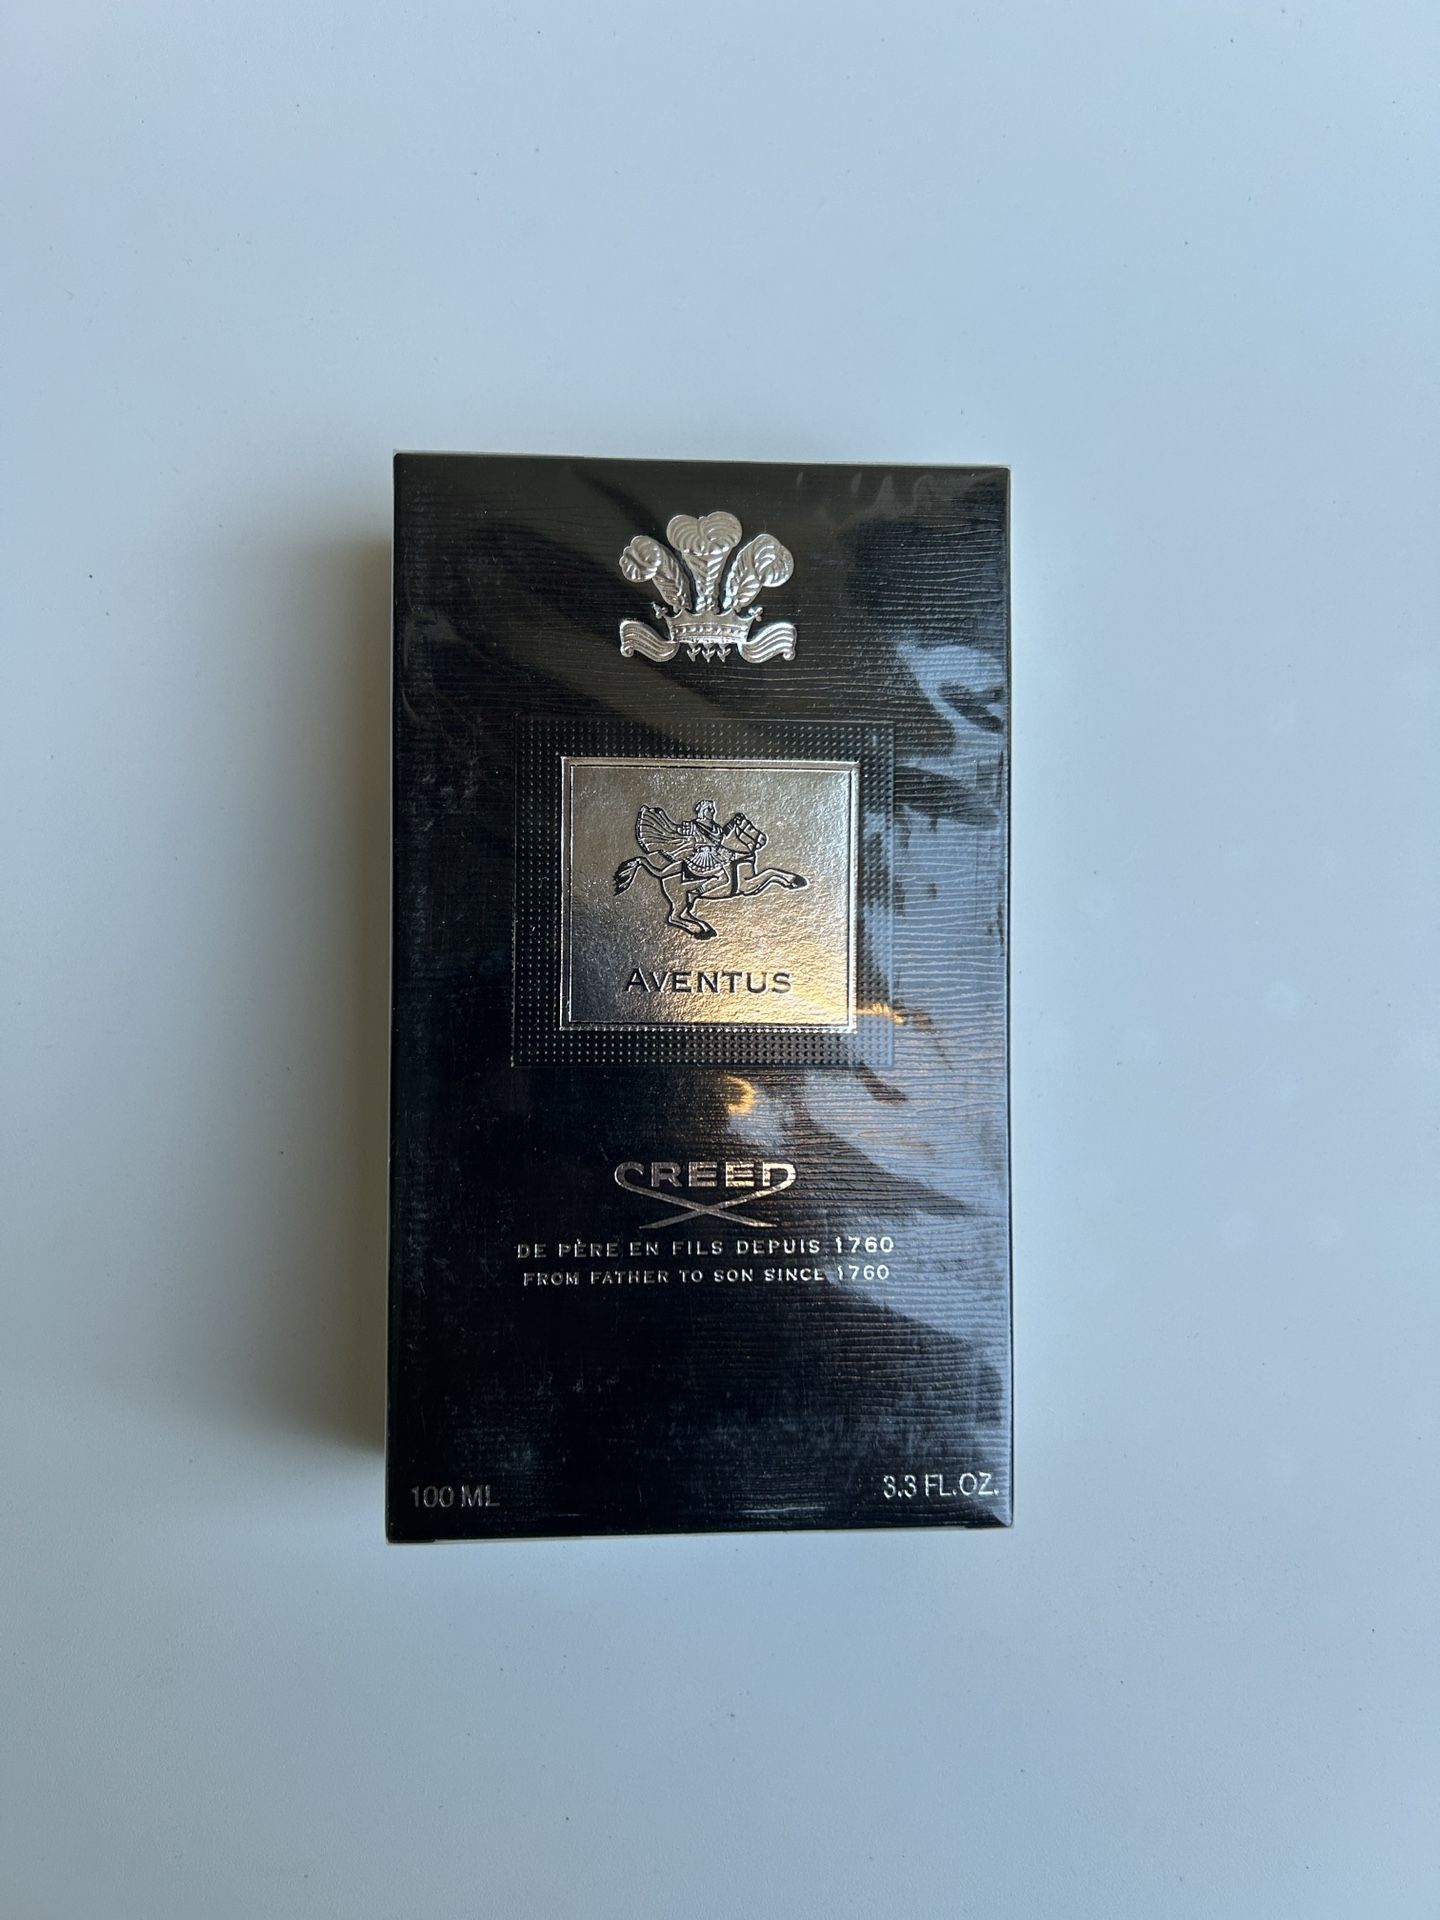 AVENTUS
CREED
DE PÈRE EN FILS DEPUIS 1760
FROM FATHER TO SON SINCE 1760
100 ML
3.3 FL.OZ.